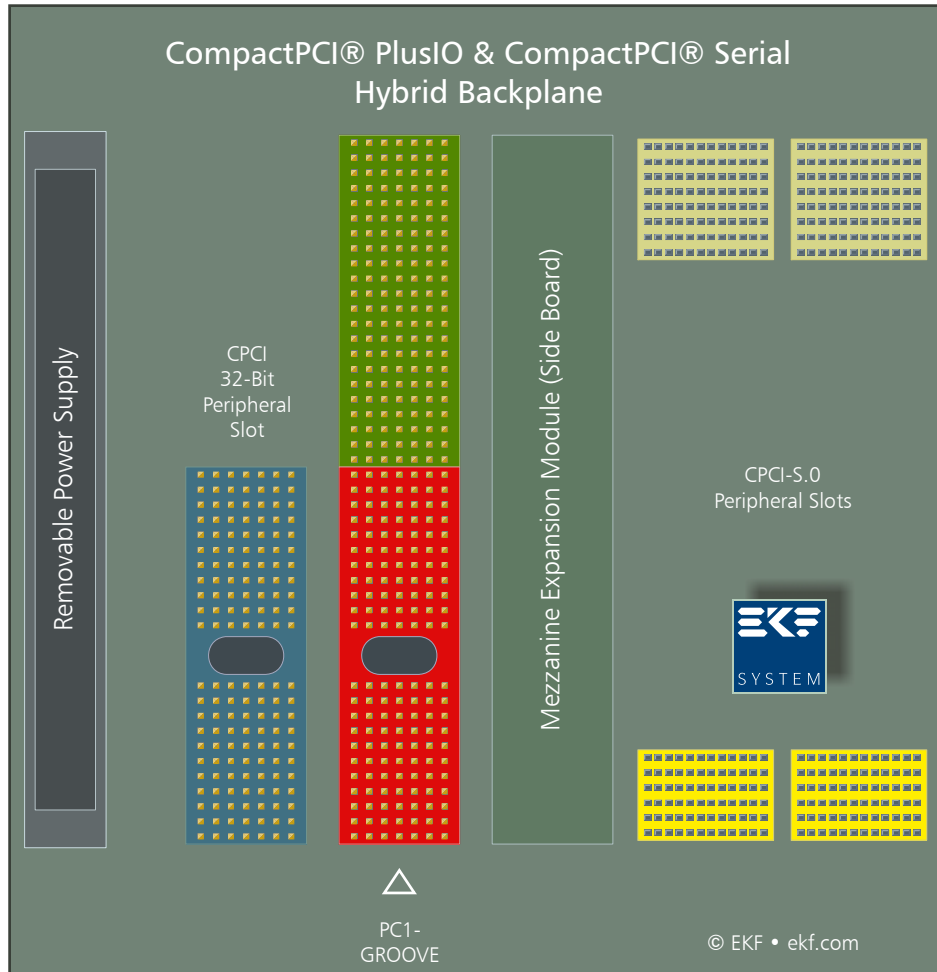 CompactPCI® PlusIO & CompactPCI® Serial
Hybrid Backplane
Removable Power Supply
CPCI
32-Bit
Peripheral
Slot
Mezzanine Expansion Module (Side Board)
CPCI-S.0
Peripheral Slots
EKF
SYSTEM
PC1-
GROOVE
© EKF • ekf.com